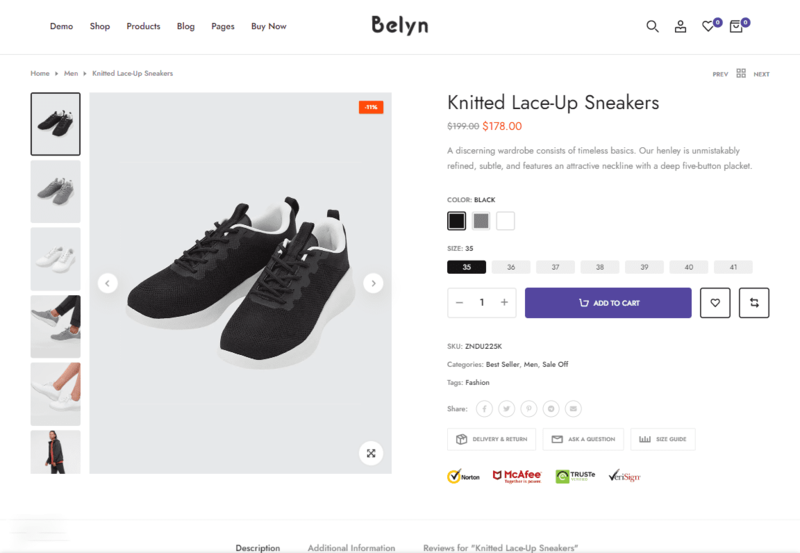 Demo Shop Products Blog Pages Buy Now
Belyn
0 0
Home Men Knitted Lace-Up Sneakers
PREV NEXT
-11%
Knitted Lace-Up Sneakers
$199.00 $178.00
A discerning wardrobe consists of timeless basics. Our henley is unmistakably
refined, subtle, and features an attractive neckline with a deep five-button placket.
COLOR: BLACK
SIZE: 35
35 36 37 38 39 40 41
− 1 + ADD TO CART
SKU: ZNDU225K
Categories: Best Seller, Men, Sale Off
Tags: Fashion
Share:
DELIVERY & RETURN ASK A QUESTION SIZE GUIDE
Norton McAfee TRUSTe VeriSign
Together is power.
Description Additional Information Reviews for "Knitted Lace-Up Sneakers"